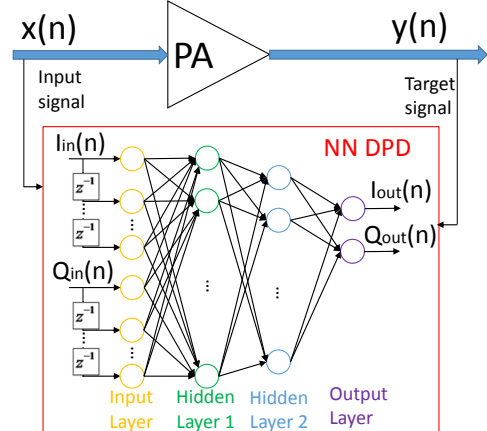 x(n)
PA
y(n)
Input
signal
Target
signal
NN DPD
Iin(n)
z⁻¹
z⁻¹
Qin(n)
z⁻¹
z⁻¹
Iout(n)
Qout(n)
Input
Layer
Hidden
Layer 1
Hidden
Layer 2
Output
Layer